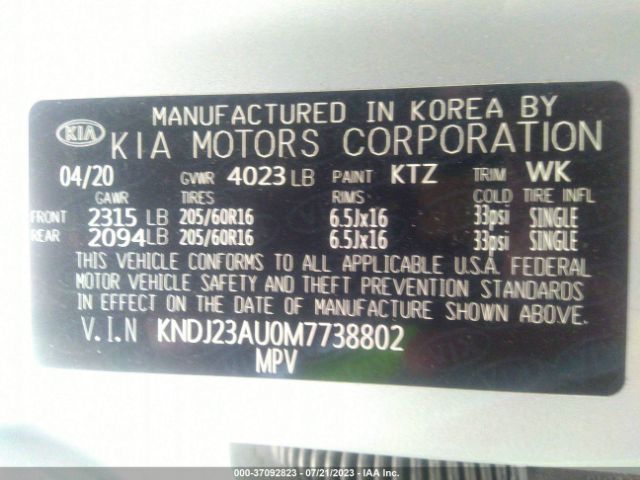 MANUFACTURED IN KOREA BY
KIA KIA MOTORS CORPORATION
04/20 GVWR 4023 LB PAINT KTZ TRIM WK
GAWR TIRES RIMS COLD TIRE INFL
FRONT 2315 LB 205/60R16 6.5Jx16 33psi SINGLE
REAR 2094 LB 205/60R16 6.5Jx16 33psi SINGLE
THIS VEHICLE CONFORMS TO ALL APPLICABLE U.S.A. FEDERAL
MOTOR VEHICLE SAFETY AND THEFT PREVENTION STANDARDS
IN EFFECT ON THE DATE OF MANUFACTURE SHOWN ABOVE.
V.I.N KNDJ23AU0M7738802
MPV
000-37092823 - 07/21/2023 - IAA Inc.